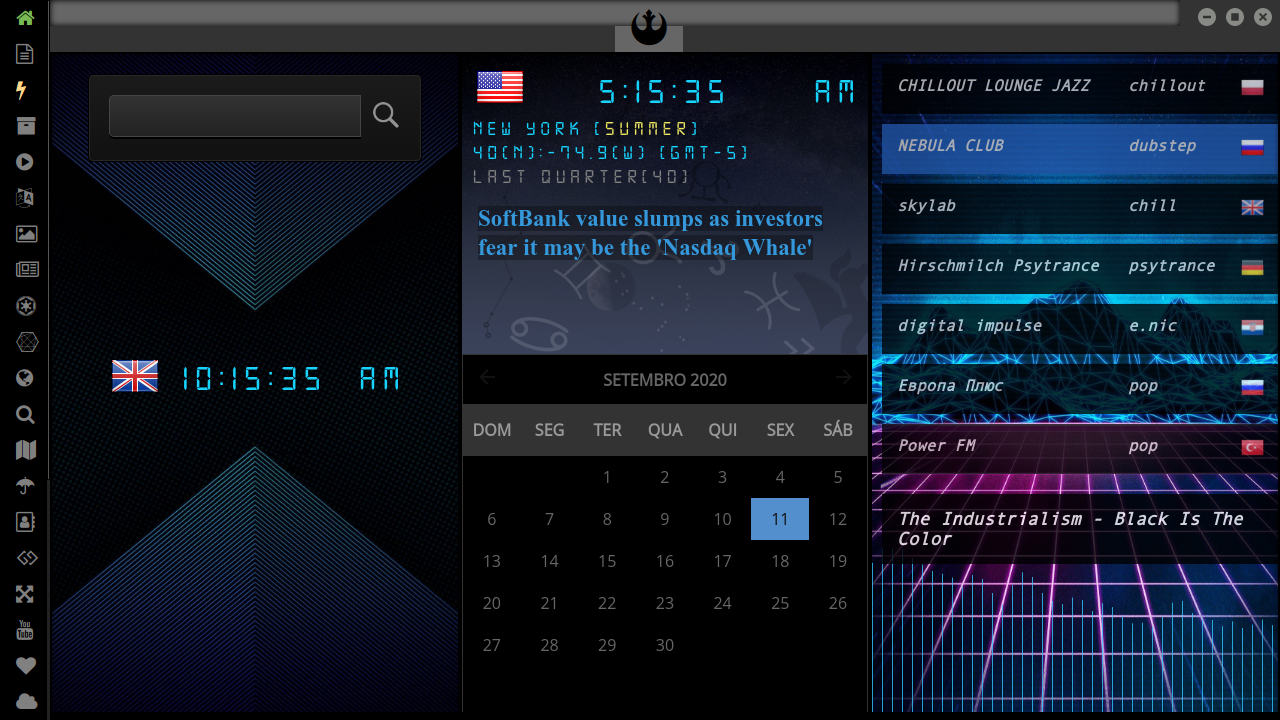 10:15:35 AM
5:15:35 AM
NEW YORK (SUMMER)
40(N):-74.9(W) (GMT-5)
LAST QUARTER(40)
SoftBank value slumps as investors
fear it may be the 'Nasdaq Whale'
SETEMBRO 2020
DOM SEG TER QUA QUI SEX SÁB
1 2 3 4 5
6 7 8 9 10 11 12
13 14 15 16 17 18 19
20 21 22 23 24 25 26
27 28 29 30
CHILLOUT LOUNGE JAZZ chillout
NEBULA CLUB dubstep
skylab chill
Hirschmilch Psytrance psytrance
digital impulse e.nic
Европа Плюс pop
Power FM pop
The Industrialism - Black Is The
Color
You
Tube